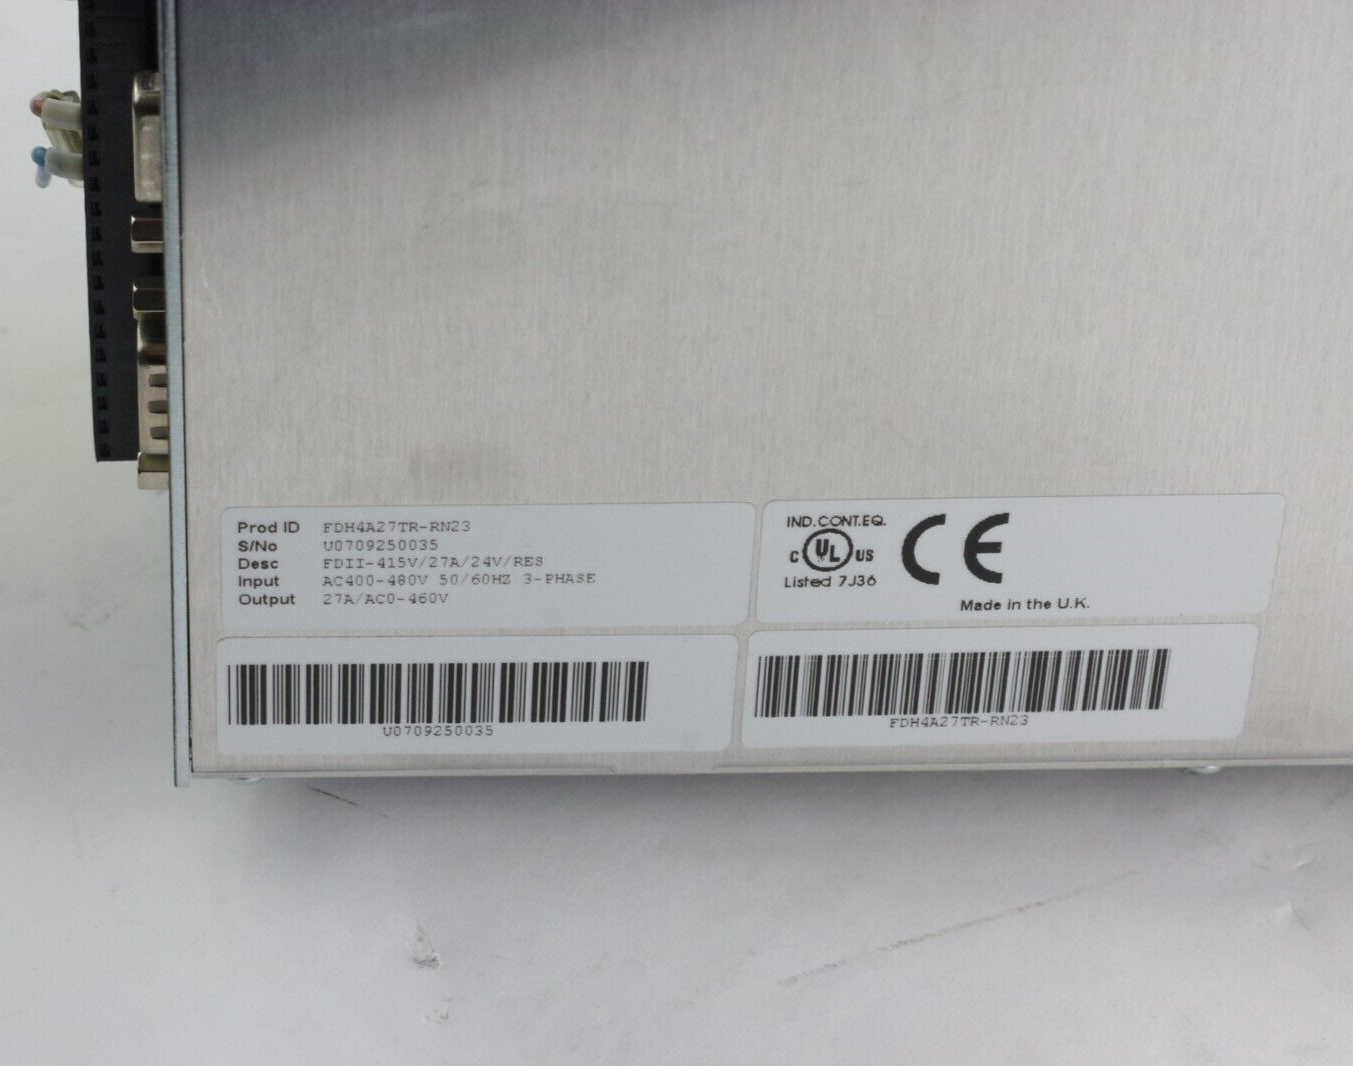 Prod ID FDH4A27TR-RN23
S/No U0709250035
Desc FDII-415V/27A/24V/RES
Input AC400-480V 50/60HZ 3-PHASE
Output 27A/AC0-460V
IND.CONT.EQ.
C UL US
Listed 7J36
CE
Made in the U.K.
U0709250035
FDH4A27TR-RN23